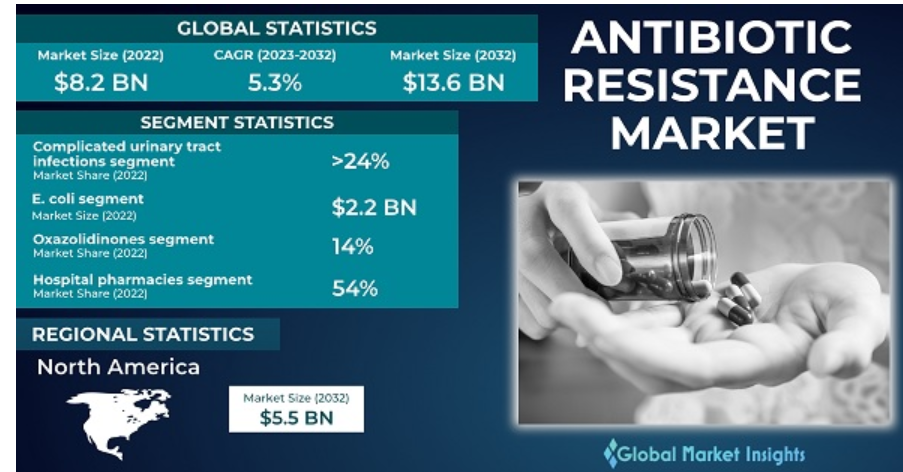 GLOBAL STATISTICS
Market Size (2022) CAGR (2023-2032) Market Size (2032)
$8.2 BN 5.3% $13.6 BN
ANTIBIOTIC
RESISTANCE
MARKET
SEGMENT STATISTICS
Complicated urinary tract
infections segment
Market Share (2022)
>24%
E. coli segment
Market Size (2022)
$2.2 BN
Oxazolidinones segment
Market Share (2022)
14%
Hospital pharmacies segment
Market Share (2022)
54%
REGIONAL STATISTICS
North America
Market Size (2032)
$5.5 BN
Global Market Insights